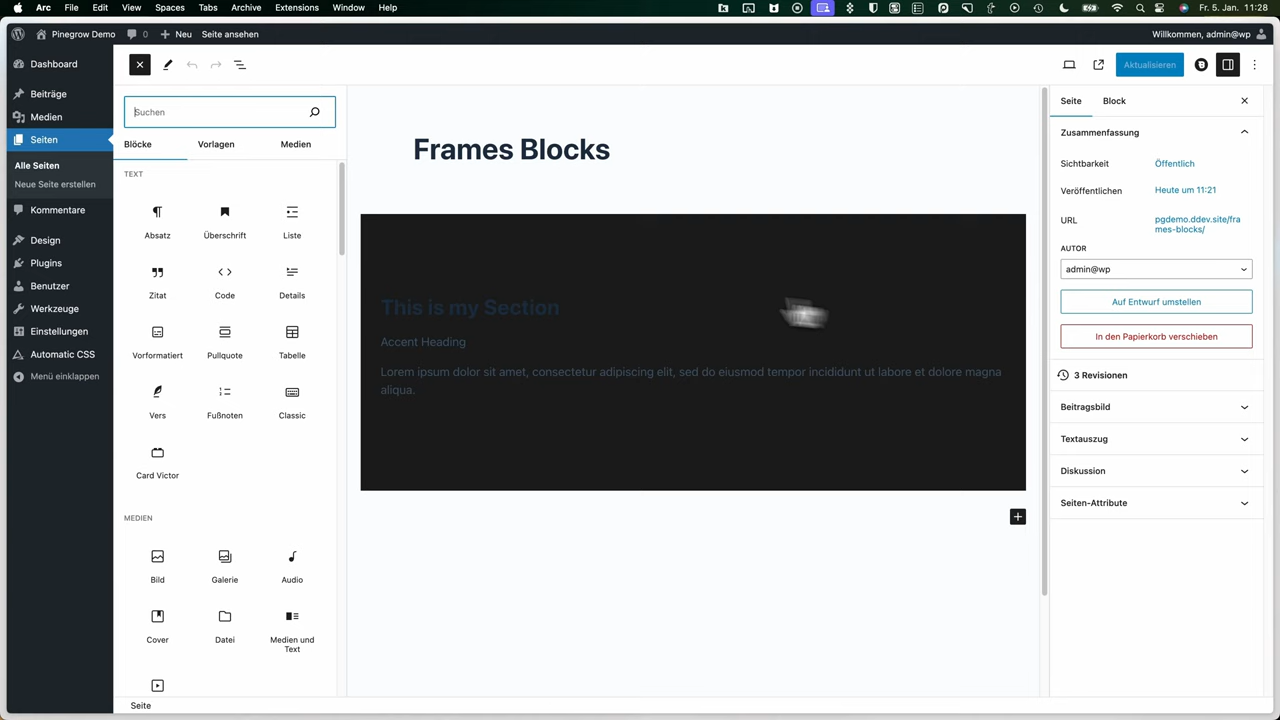 Arc File Edit View Spaces Tabs Archive Extensions Window Help
Fr. 5. Jan. 11:28
Pinegrow Demo 0 Neu Seite ansehen
Willkommen, admin@wp
Dashboard
Beiträge
Medien
Seiten
Alle Seiten
Neue Seite erstellen
Kommentare
Design
Plugins
Benutzer
Werkzeuge
Einstellungen
Automatic CSS
Menü einklappen
Aktualisieren
Suchen
Blöcke Vorlagen Medien
TEXT
Absatz Überschrift Liste
Zitat Code Details
Vorformatiert Pullquote Tabelle
Vers Fußnoten Classic
Card Victor
MEDIEN
Bild Galerie Audio
Cover Datei Medien und
Text
Frames Blocks
This is my Section
Accent Heading
Lorem ipsum dolor sit amet, consectetur adipiscing elit, sed do eiusmod tempor incididunt ut labore et dolore magna
aliqua.
Seite Block
Zusammenfassung
Sichtbarkeit Öffentlich
Veröffentlichen Heute um 11:21
URL pgdemo.ddev.site/fra
mes-blocks/
AUTOR
admin@wp
Auf Entwurf umstellen
In den Papierkorb verschieben
3 Revisionen
Beitragsbild
Textauszug
Diskussion
Seiten-Attribute
Seite